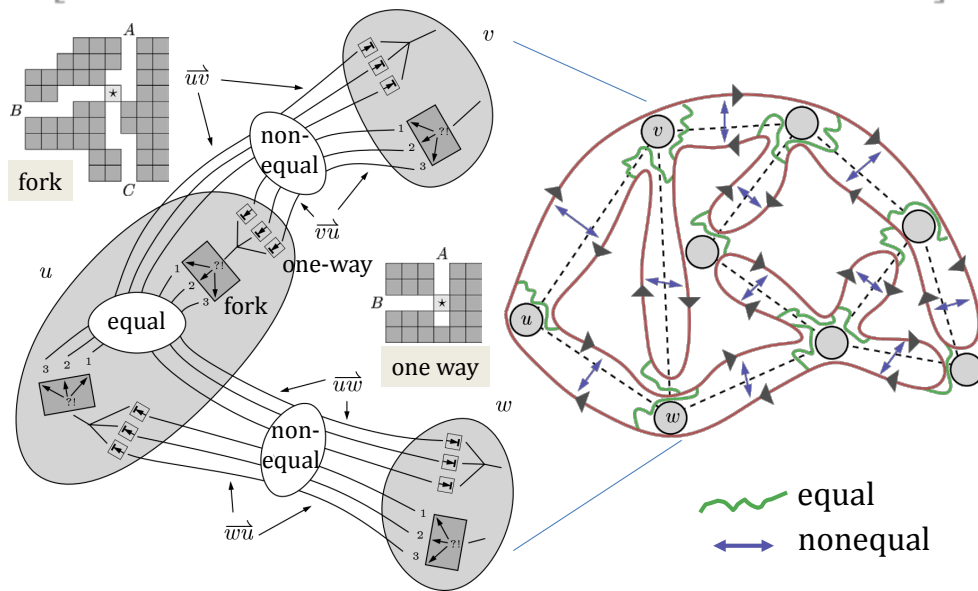 A
B
C
fork
uv
non-
equal
1
2
3
?!
v
vu
u
one-way
1
2
3
?!
fork
equal
3
2
1
?!
A
B
one way
uw
non-
equal
wu
w
1
2
3
?!
v
u
w
equal
nonequal